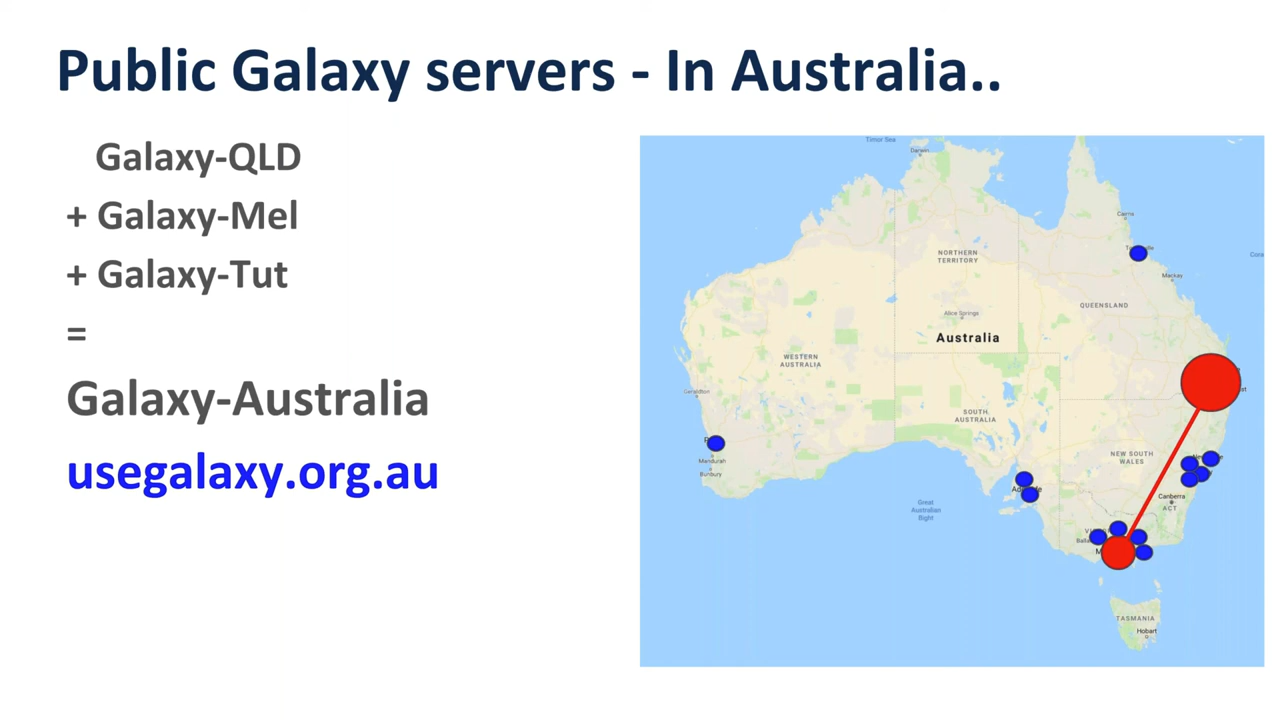 Public Galaxy servers - In Australia..
Galaxy-QLD
+ Galaxy-Mel
+ Galaxy-Tut
=
Galaxy-Australia
usegalaxy.org.au
Timor Sea
Darwin
Cairns
Mackay
NORTHERN
TERRITORY
QUEENSLAND
Alice Springs
Australia
WESTERN
AUSTRALIA
Geraldton
SOUTH
AUSTRALIA
Mandurah
Bunbury
NEW SOUTH
WALES
Great
Australian
Bight
Canberra
ACT
TASMANIA
Hobart